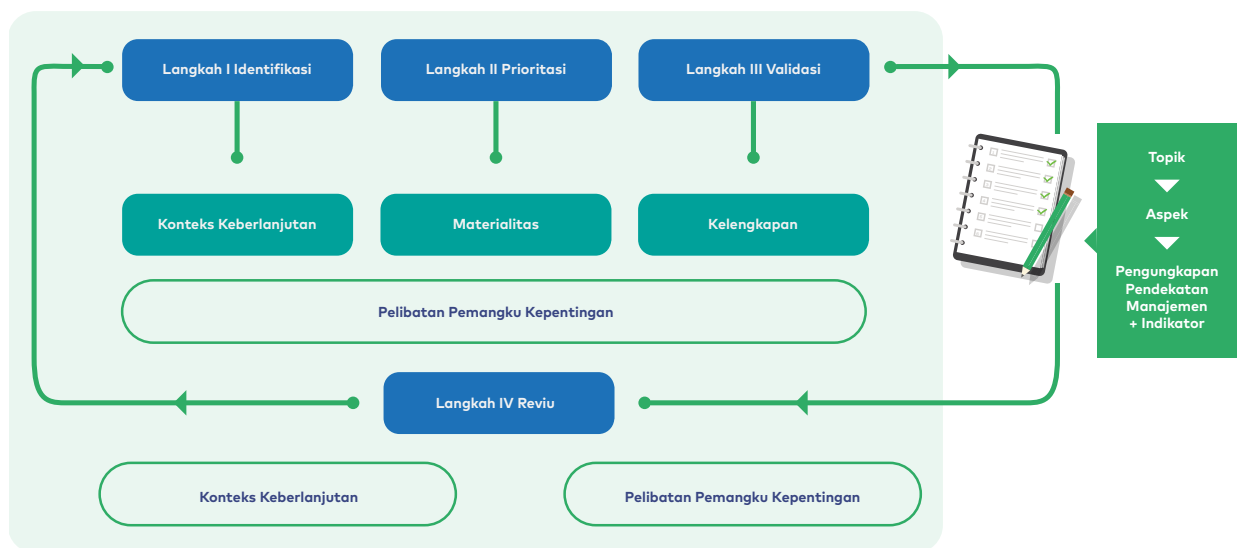 Langkah I Identifikasi
Langkah II Prioritasi
Langkah III Validasi
Konteks Keberlanjutan
Materialitas
Kelengkapan
Pelibatan Pemangku Kepentingan
Langkah IV Reviu
Konteks Keberlanjutan
Pelibatan Pemangku Kepentingan
Topik
Aspek
Pengungkapan
Pendekatan
Manajemen
+ Indikator